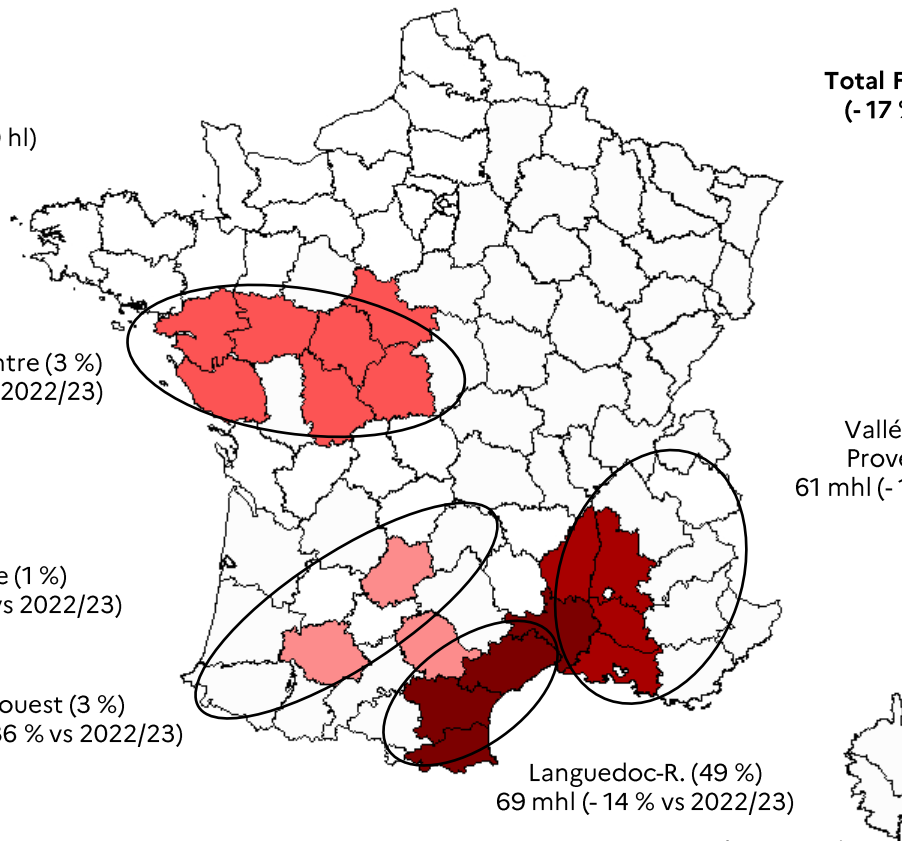 Total F
(- 17 %
hl)
ntre (3 %)
2022/23)
Vallé
Prove
61 mhl (- 1
e (1 %)
vs 2022/23)
ouest (3 %)
36 % vs 2022/23)
Languedoc-R. (49 %)
69 mhl (- 14 % vs 2022/23)